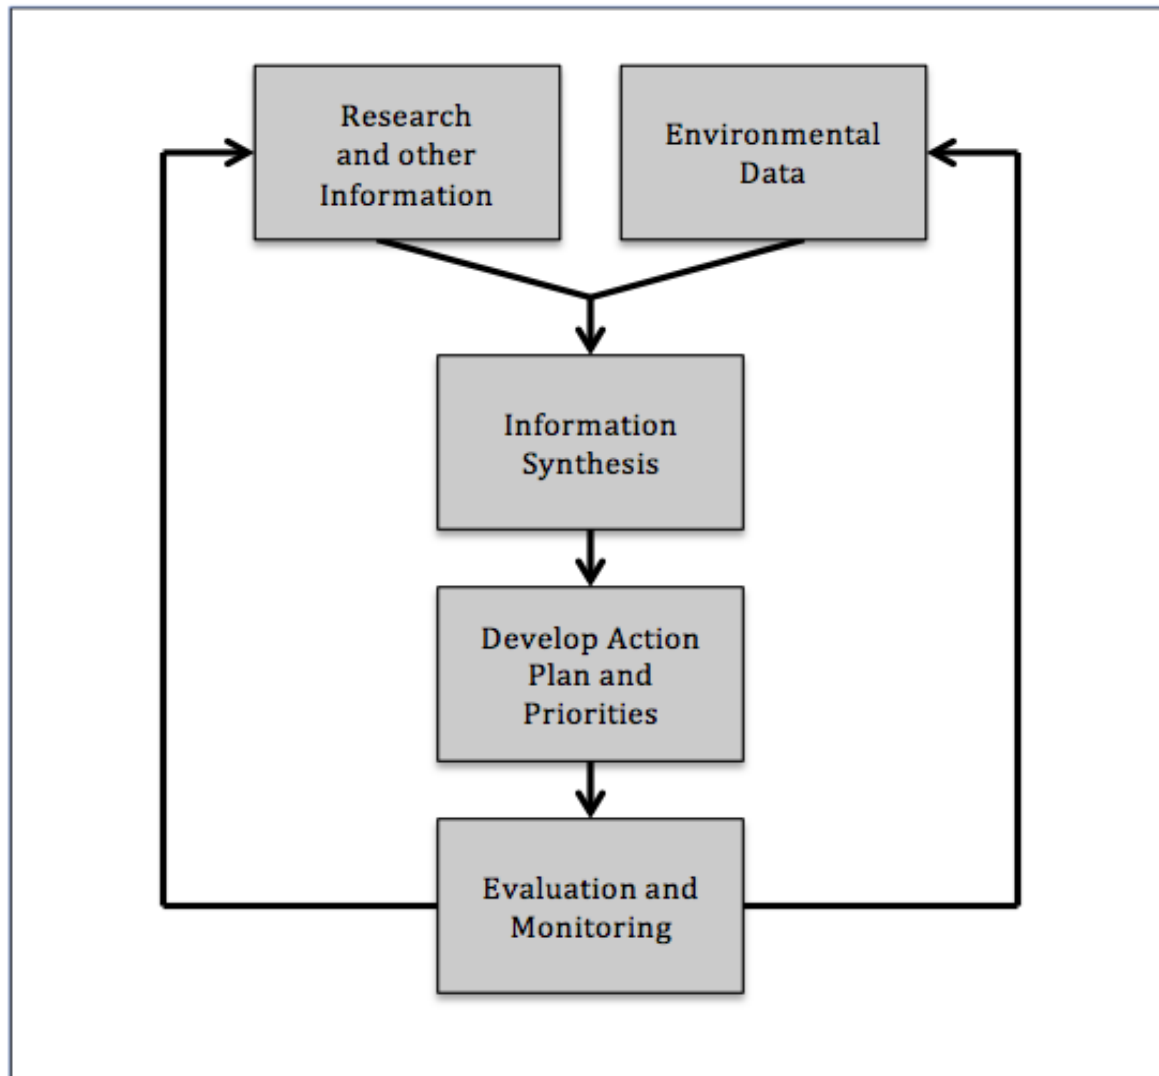 Research
and other
Information
Environmental
Data
Information
Synthesis
Develop Action
Plan and
Priorities
Evaluation and
Monitoring